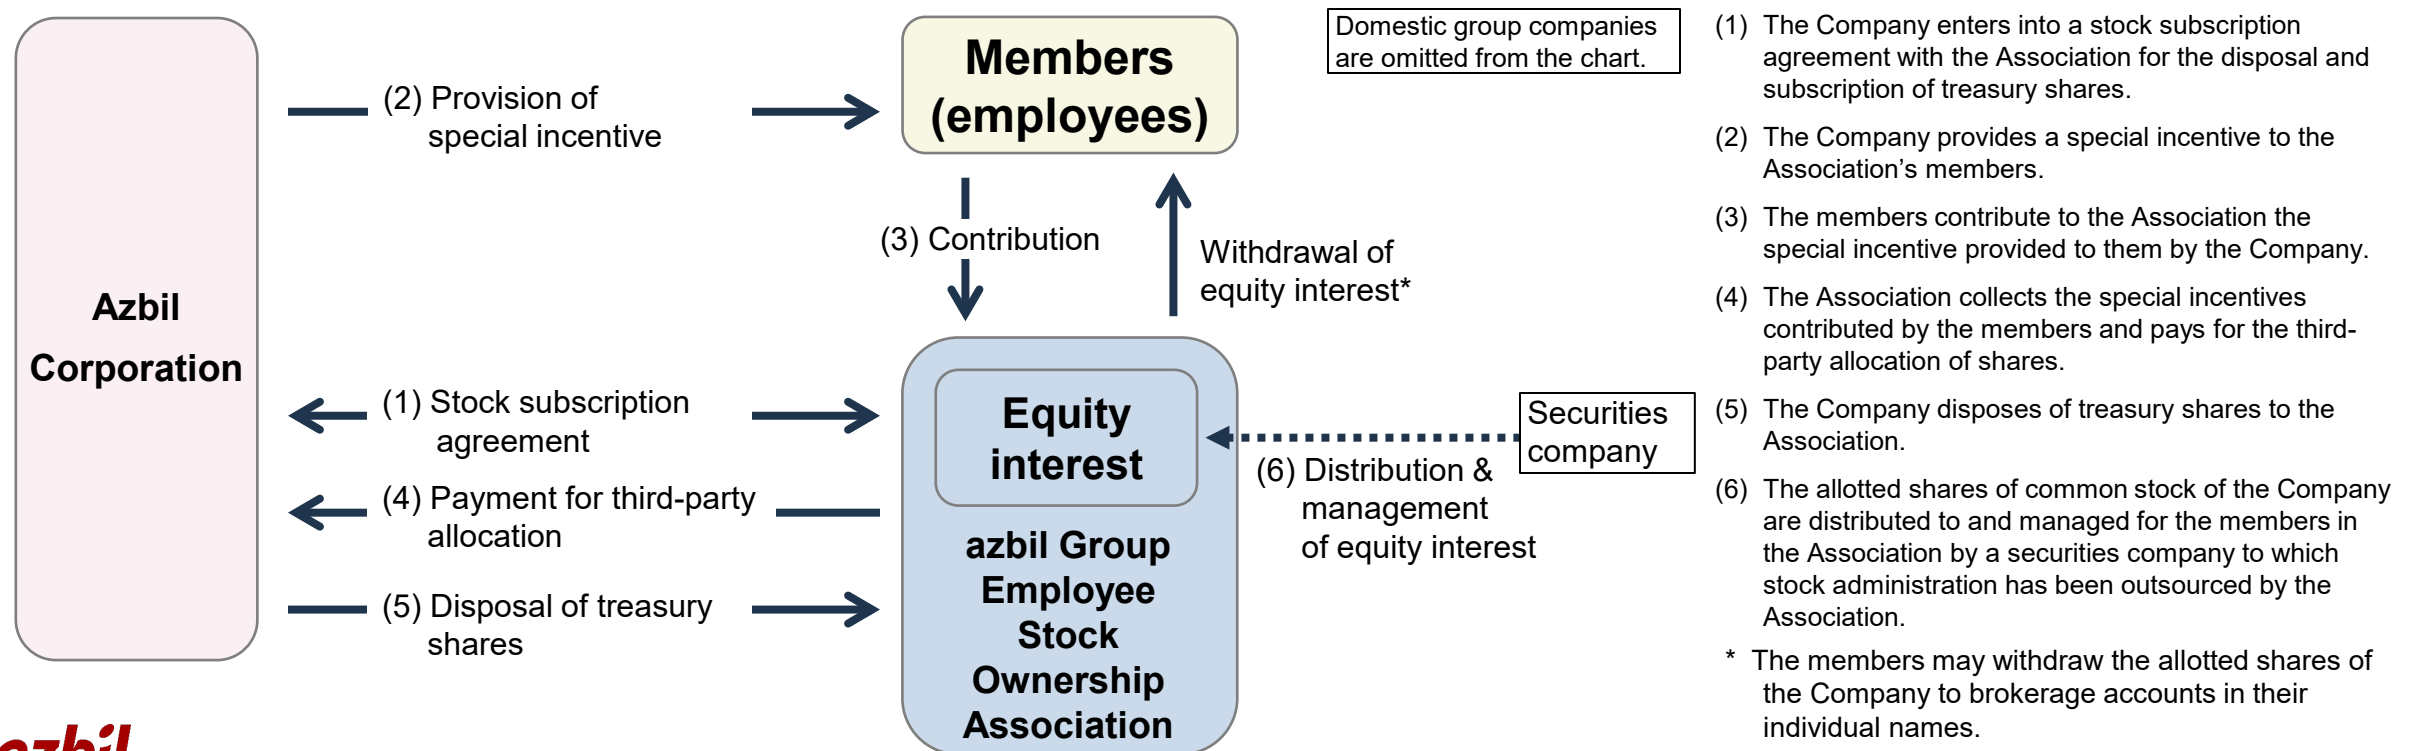 Azbil
Corporation
(2) Provision of
special incentive
Members
(employees)
Domestic group companies
are omitted from the chart.
(3) Contribution
Withdrawal of
equity interest*
(1) Stock subscription
agreement
(4) Payment for third-party
allocation
(5) Disposal of treasury
shares
Equity
interest
azbil Group
Employee
Stock
Ownership
Association
Securities
company
(6) Distribution &
management
of equity interest
(1) The Company enters into a stock subscription
agreement with the Association for the disposal and
subscription of treasury shares.
(2) The Company provides a special incentive to the
Association’s members.
(3) The members contribute to the Association the
special incentive provided to them by the Company.
(4) The Association collects the special incentives
contributed by the members and pays for the third-
party allocation of shares.
(5) The Company disposes of treasury shares to the
Association.
(6) The allotted shares of common stock of the Company
are distributed to and managed for the members in
the Association by a securities company to which
stock administration has been outsourced by the
Association.
* The members may withdraw the allotted shares of
the Company to brokerage accounts in their
individual names.
azbil